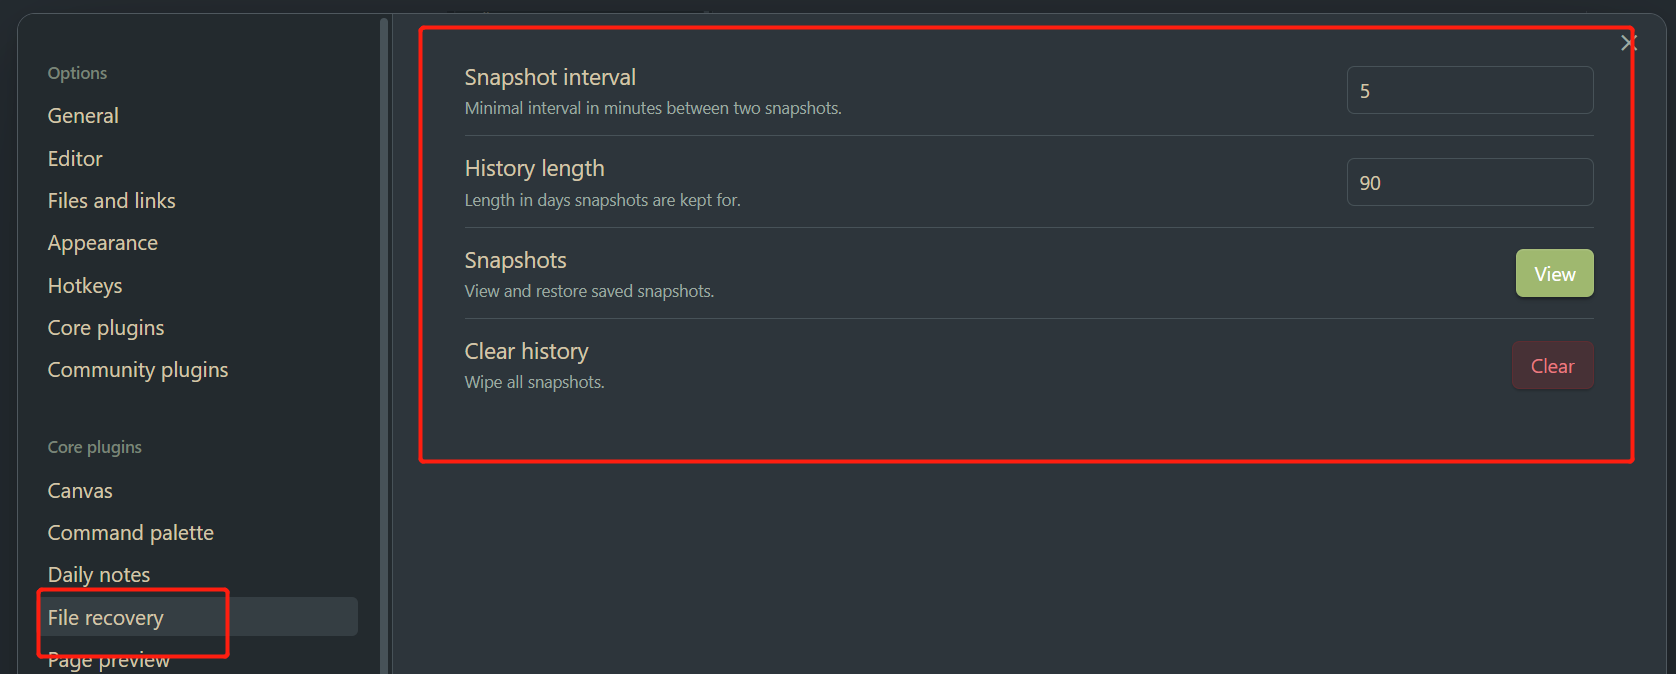 Options
General
Editor
Files and links
Appearance
Hotkeys
Core plugins
Community plugins
Core plugins
Canvas
Command palette
Daily notes
File recovery
Page preview
Snapshot interval
Minimal interval in minutes between two snapshots.
5
History length
Length in days snapshots are kept for.
90
Snapshots
View and restore saved snapshots.
View
Clear history
Wipe all snapshots.
Clear